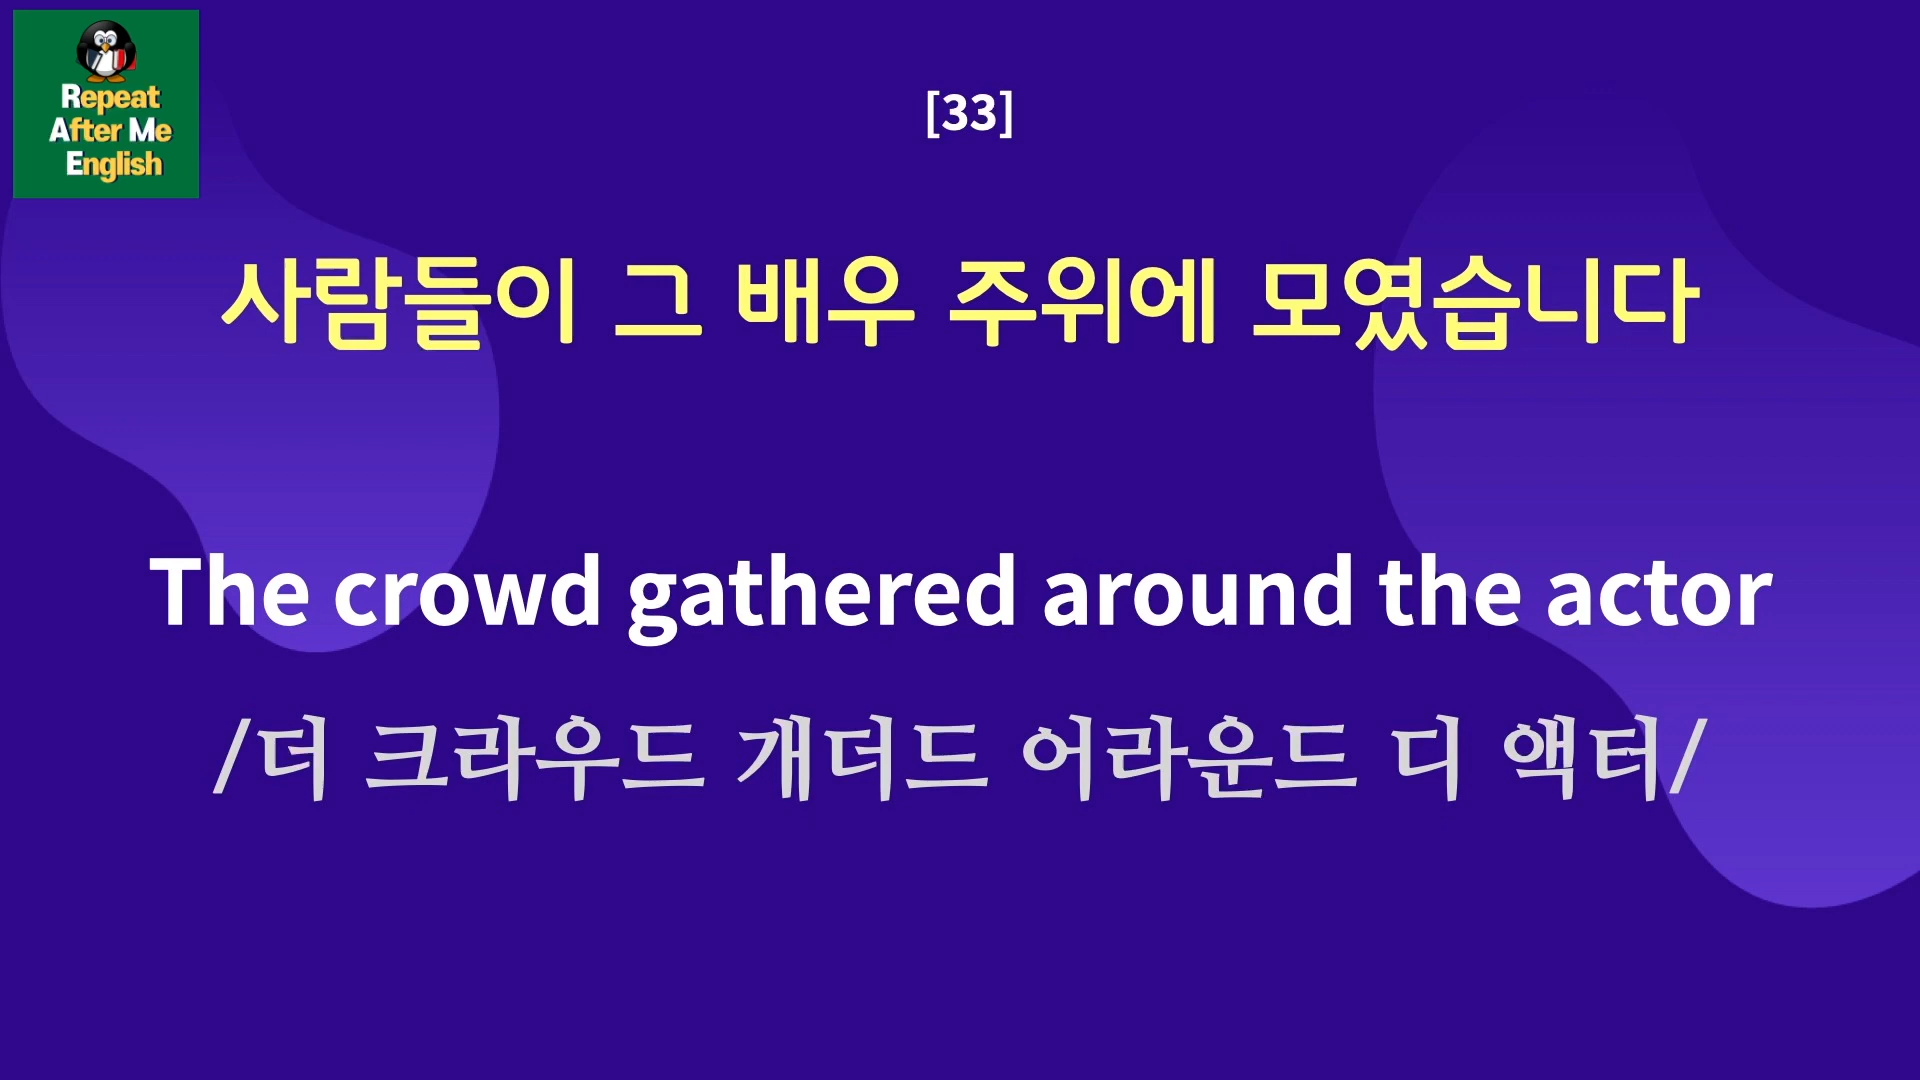 Repeat
After Me
English
[33]
사람들이 그 배우 주위에 모였습니다
The crowd gathered around the actor
/더 크라우드 개더드 어라운드 디 액터/